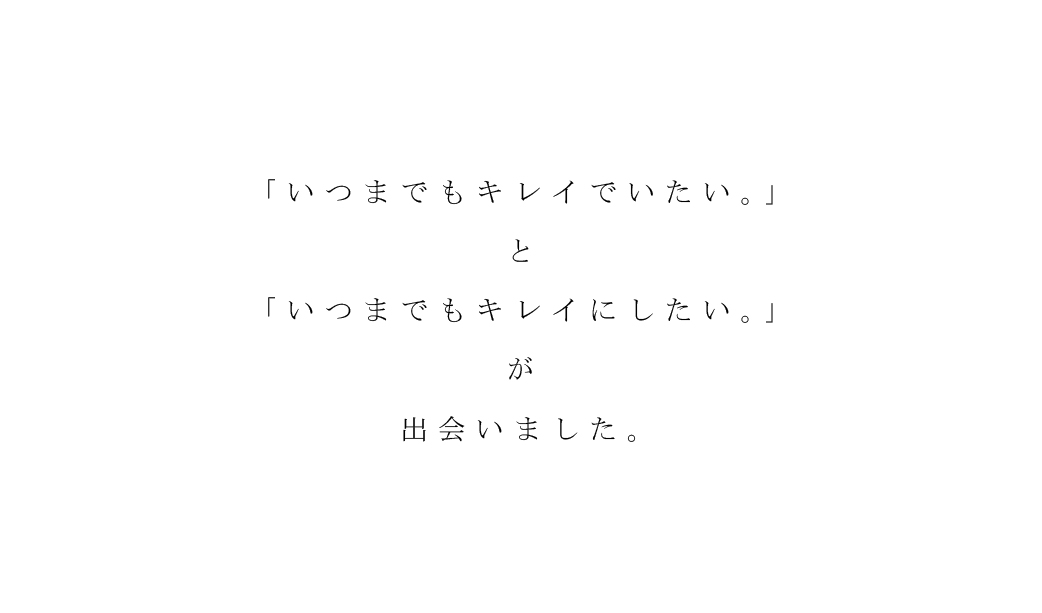 「いつまでもキレイでいたい。」
と
「いつまでもキレイにしたい。」
が
出会いました。